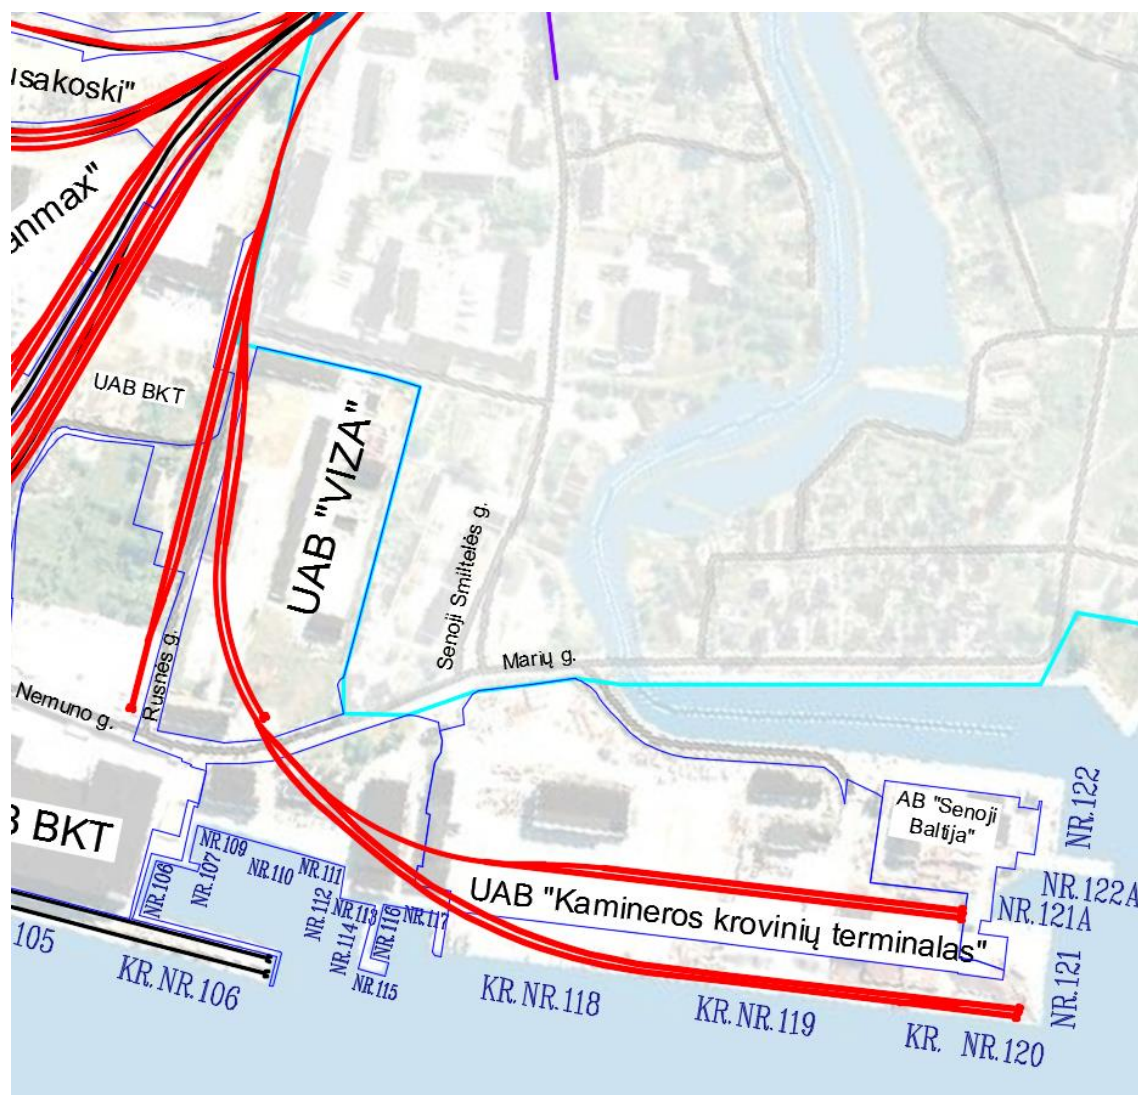 usakoski"
anmax"
UAB BKT
UAB "VIZA"
Senoji Smiltelės g.
Marių g.
Rusnės g.
Nemuno g.
BKT
AB "Senoji
Baltija"
NR.122
NR.122A
NR.121A
NR.121
UAB "Kamineros krovinių terminalas"
NR.109
NR.107
NR.106
NR.110
NR.111
NR.112
NR.113
NR.114
NR.116
NR.115
NR.117
105
KR.NR.106
KR.NR.118
KR.NR.119
KR. NR.120